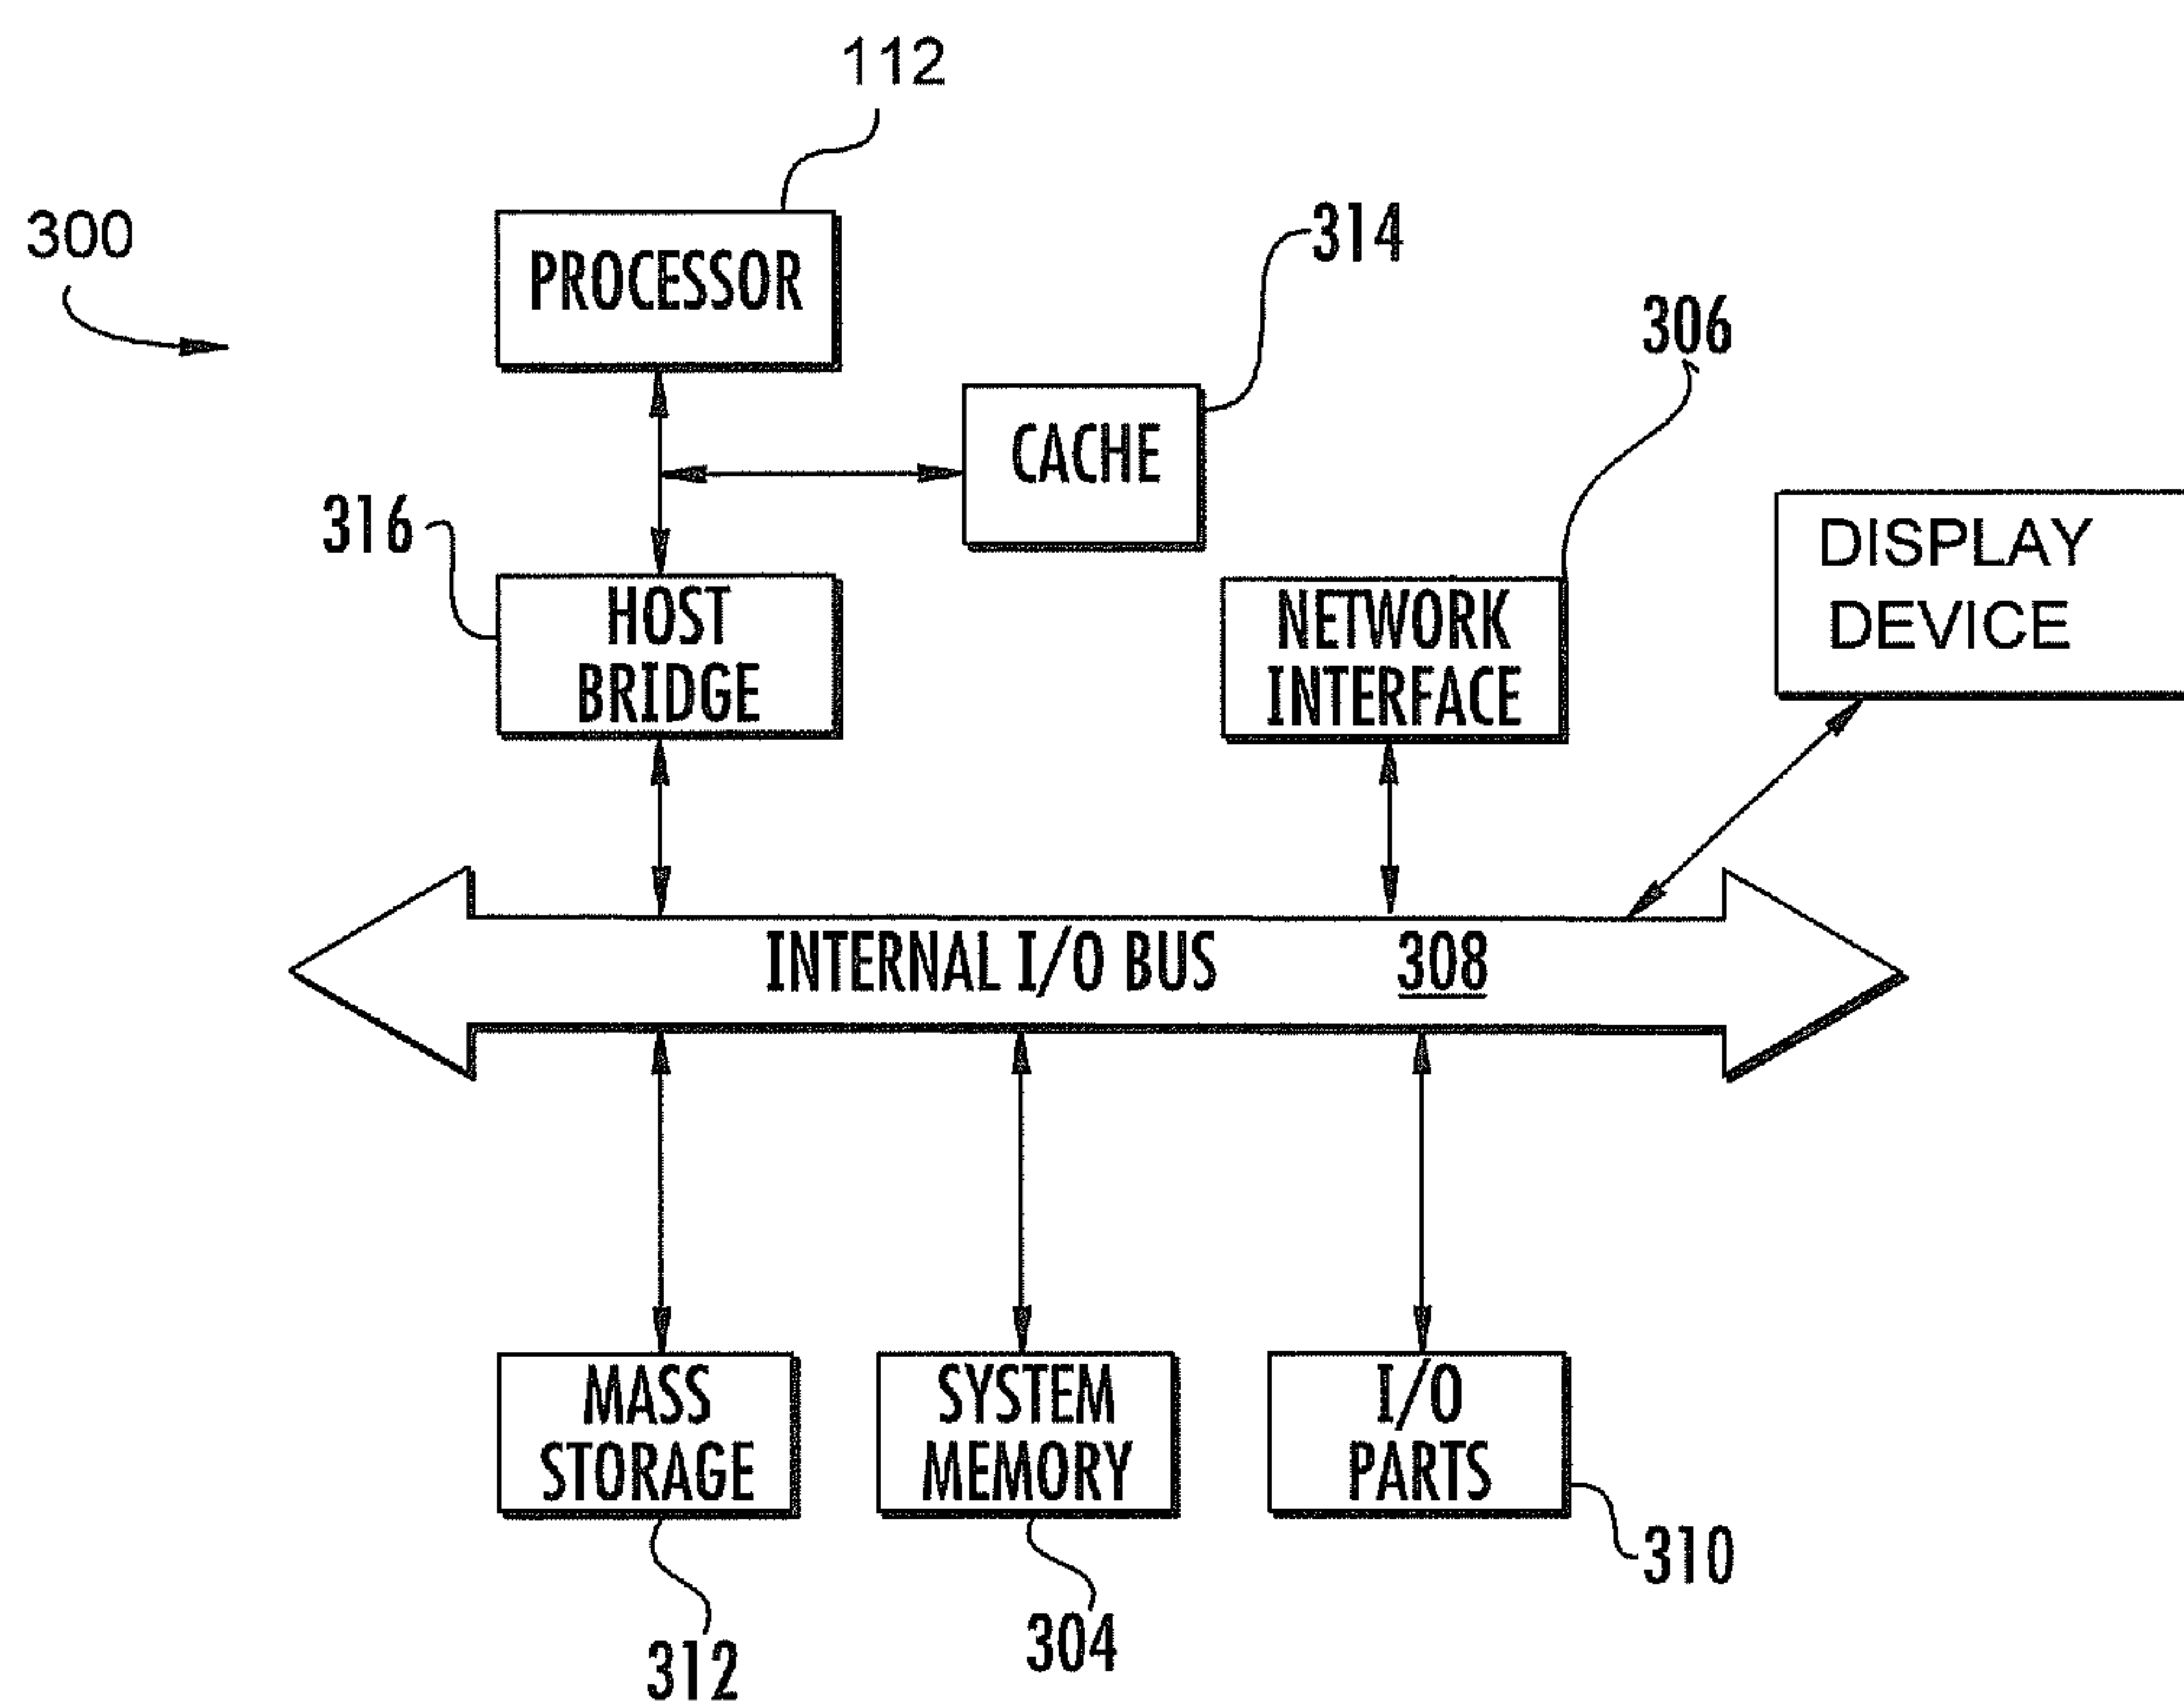 112
300
314
PROCESSOR
306
CACHE
316
DISPLAY
DEVICE
HOST
BRIDGE
NETWORK
INTERFACE
INTERNAL I/O BUS 308
MASS
STORAGE
SYSTEM
MEMORY
I/O
PARTS
310
304
312